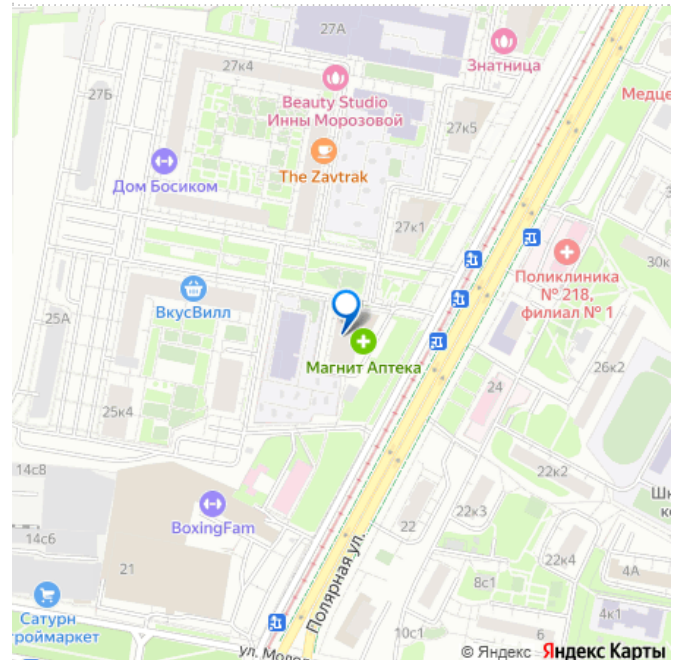 27А
Знатница
27к4
27Б
Beauty Studio
Инны Морозовой
Медце
27к5
The Zavtrak
Дом Босиком
27к1
Поликлиника
№ 218,
филиал № 1
30к
ВкусВилл
25А
Магнит Аптека
26к2
24
25к4
14с8
22к2
Шк
ко
BoxingFam
22к3
22
14с6
Полярная ул.
21
22к4
4А
8с1
Сатурн
троймаркет
4к1
10с1
6
ул. Моло
© Яндекс Яндекс Карты